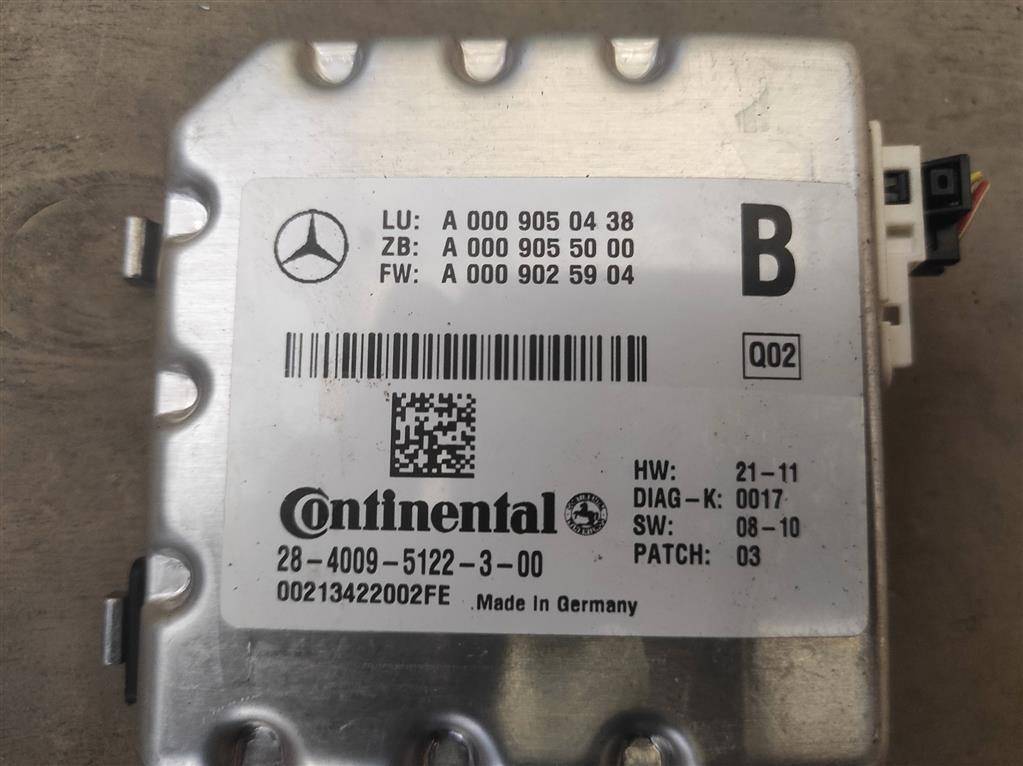 LU: A 000 905 04 38
ZB: A 000 905 50 00
FW: A 000 902 59 04
B
Q02
HW: 21-11
DIAG-K: 0017
SW: 08-10
PATCH: 03
Continental
28-4009-5122-3-00
00213422002FE Made in Germany